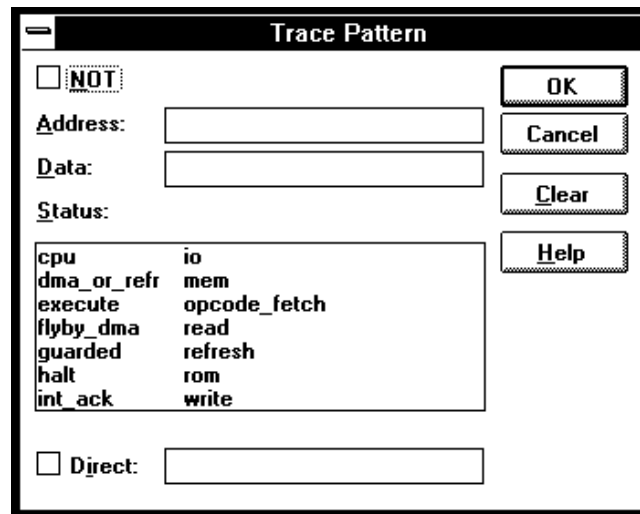 Trace Pattern
NOT
OK
Address:
Cancel
Data:
Clear
Status:
Help
cpu io
dma_or_refr mem
execute opcode_fetch
flyby_dma read
guarded refresh
halt rom
int_ack write
Direct: